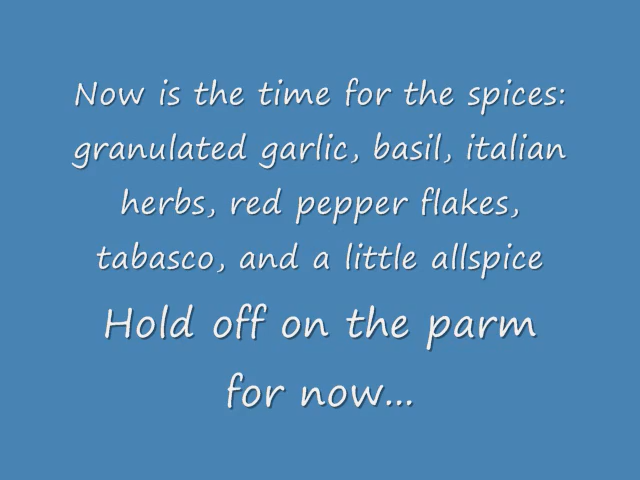 Now is the time for the spices:
granulated garlic, basil, italian
herbs, red pepper flakes,
tabasco, and a little allspice
Hold off on the parm
for now...